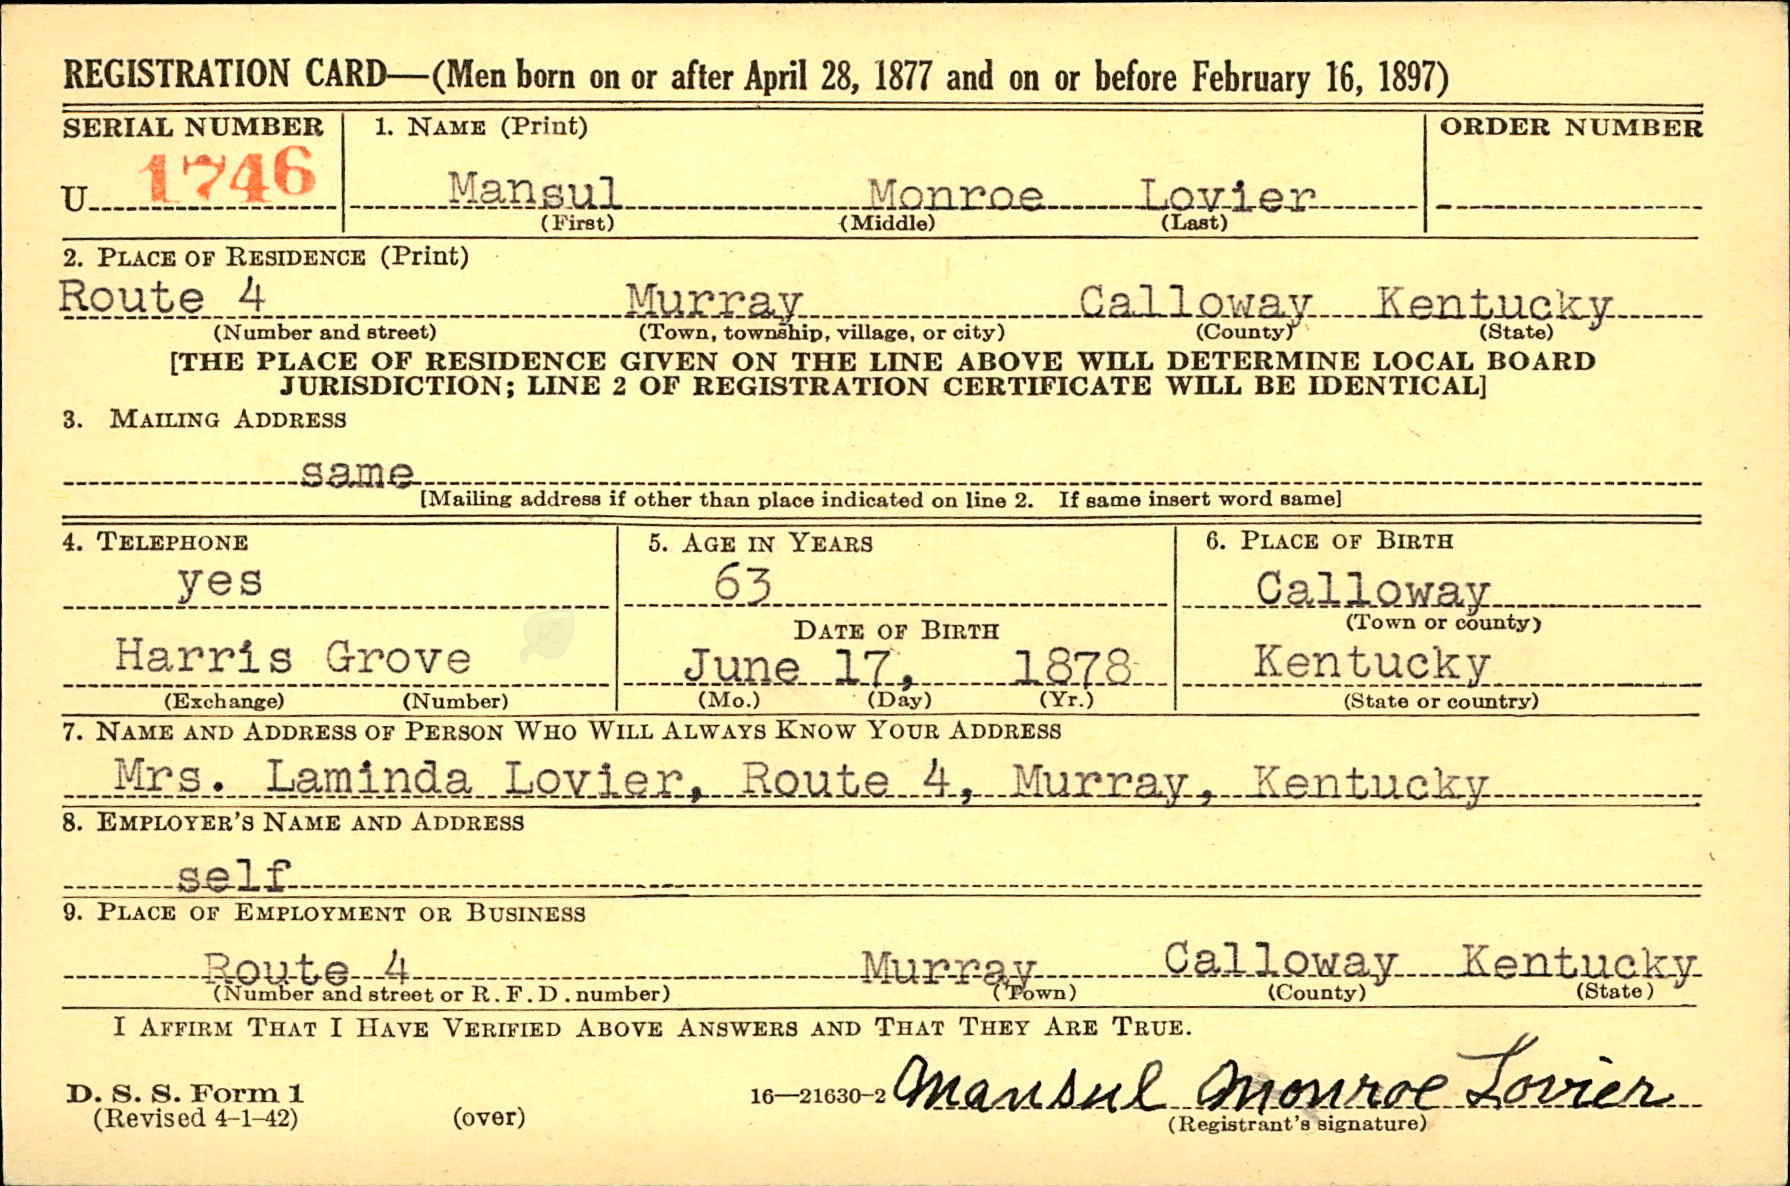 REGISTRATION CARD—(Men born on or after April 28, 1877 and on or before February 16, 1897)
SERIAL NUMBER 1. NAME (Print) ORDER NUMBER
U 1746 Mansul Monroe Lovier
(First) (Middle) (Last)
2. PLACE OF RESIDENCE (Print)
Route 4 Murray Calloway Kentucky
(Number and street) (Town, township, village, or city) (County) (State)
[THE PLACE OF RESIDENCE GIVEN ON THE LINE ABOVE WILL DETERMINE LOCAL BOARD
JURISDICTION; LINE 2 OF REGISTRATION CERTIFICATE WILL BE IDENTICAL]
3. MAILING ADDRESS
same
[Mailing address if other than place indicated on line 2. If same insert word same]
4. TELEPHONE 5. AGE IN YEARS 6. PLACE OF BIRTH
yes 63 Calloway
DATE OF BIRTH (Town or county)
Harris Grove June 17, 1878 Kentucky
(Exchange) (Number) (Mo.) (Day) (Yr.) (State or country)
7. NAME AND ADDRESS OF PERSON WHO WILL ALWAYS KNOW YOUR ADDRESS
Mrs. Laminda Lovier, Route 4, Murray, Kentucky
8. EMPLOYER'S NAME AND ADDRESS
self
9. PLACE OF EMPLOYMENT OR BUSINESS
Route 4 Murray Calloway Kentucky
(Number and street or R. F. D. number) (Town) (County) (State)
I AFFIRM THAT I HAVE VERIFIED ABOVE ANSWERS AND THAT THEY ARE TRUE.
D. S. S. Form 1 16—21630-2 Mansul Monroe Lovier
(Revised 4-1-42) (over) (Registrant's signature)